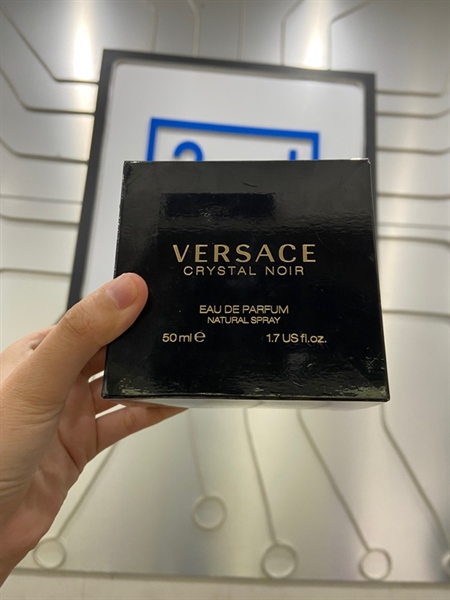 VERSACE
CRYSTAL NOIR
EAU DE PARFUM
NATURAL SPRAY
50 ml ℮ 1.7 US fl.oz.